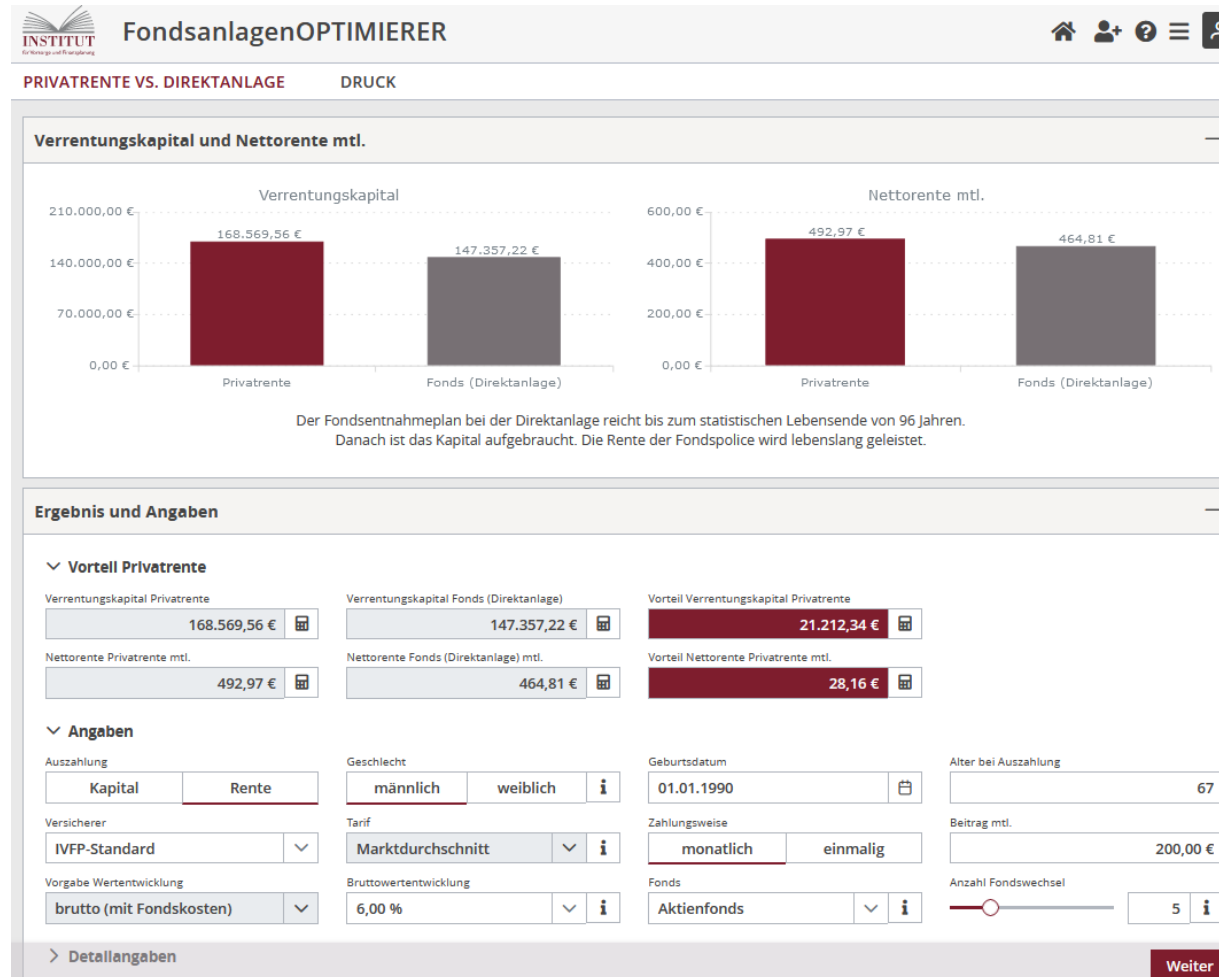 INSTITUT
für Vorsorge und Finanzplanung
FondsanlagenOPTIMIERER
PRIVATRENTE VS. DIREKTANLAGE DRUCK
Verrentungskapital und Nettorente mtl.
Verrentungskapital
210.000,00 €
140.000,00 €
70.000,00 €
0,00 €
168.569,56 €
147.357,22 €
Privatrente Fonds (Direktanlage)
Nettorente mtl.
600,00 €
400,00 €
200,00 €
0,00 €
492,97 €
464,81 €
Privatrente Fonds (Direktanlage)
Der Fondsentnahmeplan bei der Direktanlage reicht bis zum statistischen Lebensende von 96 Jahren.
Danach ist das Kapital aufgebraucht. Die Rente der Fondspolice wird lebenslang geleistet.
Ergebnis und Angaben
Vorteil Privatrente
Verrentungskapital Privatrente Verrentungskapital Fonds (Direktanlage) Vorteil Verrentungskapital Privatrente
168.569,56 € 147.357,22 € 21.212,34 €
Nettorente Privatrente mtl. Nettorente Fonds (Direktanlage) mtl. Vorteil Nettorente Privatrente mtl.
492,97 € 464,81 € 28,16 €
Angaben
Auszahlung Geschlecht Geburtsdatum Alter bei Auszahlung
Kapital Rente männlich weiblich i 01.01.1990 67
Versicherer Tarif Zahlungsweise Beitrag mtl.
IVFP-Standard Marktdurchschnitt i monatlich einmalig 200,00 €
Vorgabe Wertentwicklung Bruttowertentwicklung Fonds Anzahl Fondswechsel
brutto (mit Fondskosten) 6,00 % i Aktienfonds i 5 i
Detailangaben
Weiter